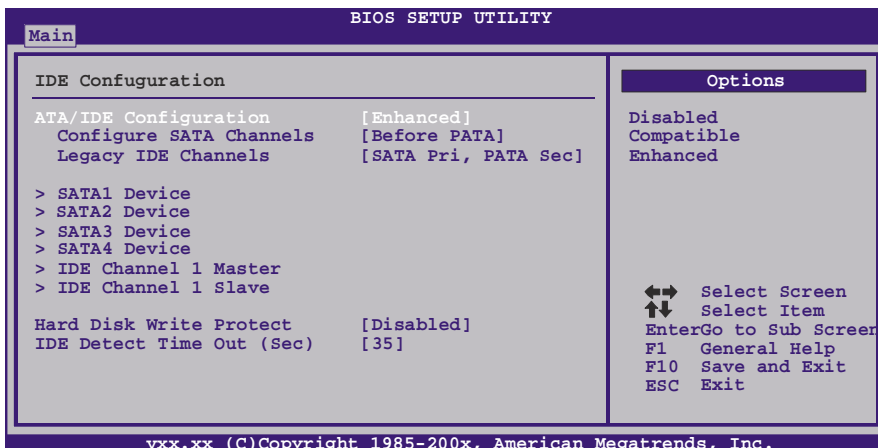 BIOS SETUP UTILITY
Main
IDE Confuguration
ATA/IDE Configuration [Enhanced]
Configure SATA Channels [Before PATA]
Legacy IDE Channels [SATA Pri, PATA Sec]
> SATA1 Device
> SATA2 Device
> SATA3 Device
> SATA4 Device
> IDE Channel 1 Master
> IDE Channel 1 Slave
Hard Disk Write Protect [Disabled]
IDE Detect Time Out (Sec) [35]
Options
Disabled
Compatible
Enhanced
Select Screen
Select Item
EnterGo to Sub Screen
F1 General Help
F10 Save and Exit
ESC Exit
vxx.xx (C)Copyright 1985-200x, American Megatrends, Inc.